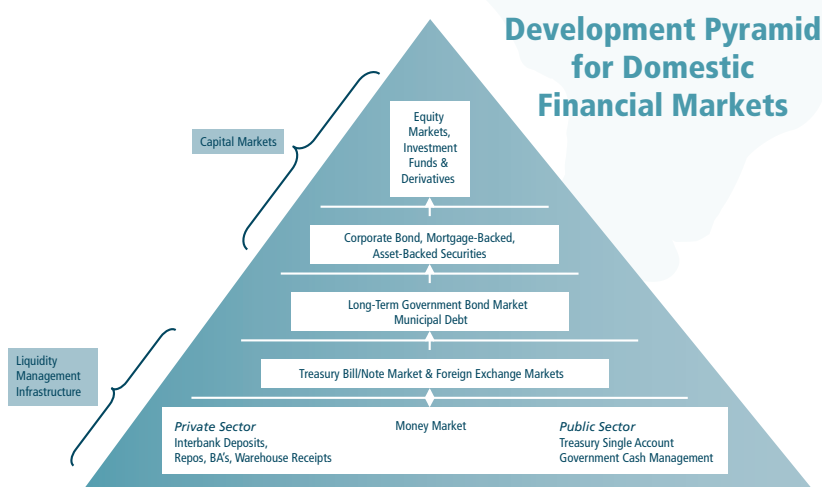 Development Pyramid
for Domestic
Financial Markets
Capital Markets
Equity
Markets,
Investment
Funds &
Derivatives
Corporate Bond, Mortgage-Backed,
Asset-Backed Securities
Long-Term Government Bond Market
Municipal Debt
Liquidity
Management
Infrastructure
Treasury Bill/Note Market & Foreign Exchange Markets
Private Sector
Interbank Deposits,
Repos, BA's, Warehouse Receipts
Money Market
Public Sector
Treasury Single Account
Government Cash Management